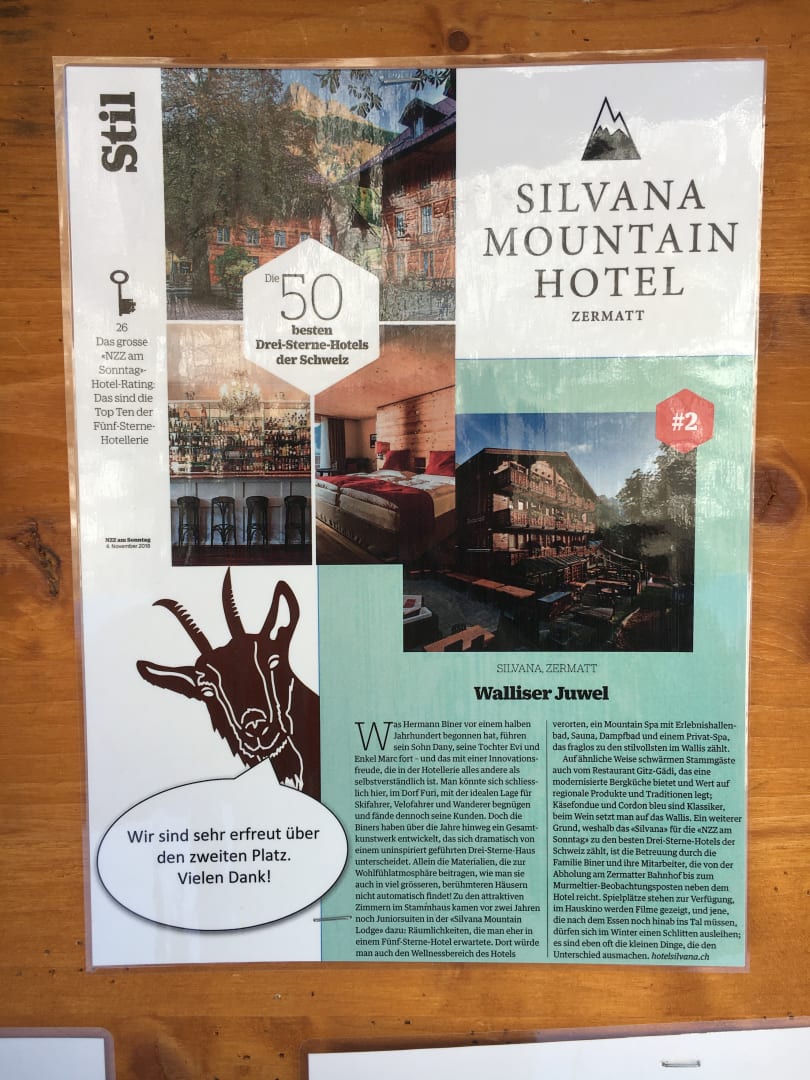 Stil
26
Das grosse
«NZZ am
Sonntag»-
Hotel-Rating:
Das sind die
Top Ten der
Fünf-Sterne-
Hotellerie
NZZ am Sonntag
4. November 2018
Die 50
besten
Drei-Sterne-Hotels
der Schweiz
SILVANA
MOUNTAIN
HOTEL
ZERMATT
#2
SILVANA, ZERMATT
Walliser Juwel
Was Hermann Biner vor einem halben
Jahrhundert begonnen hat, führen
sein Sohn Dany, seine Tochter Evi und
Enkel Marc fort – und das mit einer Innovations-
freude, die in der Hotellerie alles andere als
selbstverständlich ist. Man könnte sich schliess-
lich hier, im Dorf Furi, mit der idealen Lage für
Skifahrer, Velofahrer und Wanderer begnügen
und fände dennoch seine Kunden. Doch die
Biners haben über die Jahre hinweg ein Gesamt-
kunstwerk entwickelt, das sich dramatisch von
einem uninspiriert geführten Drei-Sterne-Haus
unterscheidet. Allein die Materialien, die zur
Wohlfühlatmosphäre beitragen, wie man sie
auch in viel grösseren, berühmteren Häusern
nicht automatisch findet! Zu den attraktiven
Zimmern im Stammhaus kamen vor zwei Jahren
noch Juniorsuiten in der «Silvana Mountain
Lodge» dazu: Räumlichkeiten, die man eher in
einem Fünf-Sterne-Hotel erwartete. Dort würde
man auch den Wellnessbereich des Hotels
verorten, ein Mountain Spa mit Erlebnishallen-
bad, Sauna, Dampfbad und einem Privat-Spa,
das fraglos zu den stilvollsten im Wallis zählt.
Auf ähnliche Weise schwärmen Stammgäste
auch vom Restaurant Gitz-Gädi, das eine
modernisierte Bergküche bietet und Wert auf
regionale Produkte und Traditionen legt;
Käsefondue und Cordon bleu sind Klassiker,
beim Wein setzt man auf das Wallis. Ein weiterer
Grund, weshalb das «Silvana» für die «NZZ am
Sonntag» zu den besten Drei-Sterne-Hotels der
Schweiz zählt, ist die Betreuung durch die
Familie Biner und ihre Mitarbeiter, die von der
Abholung am Zermatter Bahnhof bis zum
Murmeltier-Beobachtungsposten neben dem
Hotel reicht. Spielplätze stehen zur Verfügung,
im Hauskino werden Filme gezeigt, und jene,
die nach dem Essen noch hinab ins Tal müssen,
dürfen sich im Winter einen Schlitten ausleihen;
es sind eben oft die kleinen Dinge, die den
Unterschied ausmachen. hotelsilvana.ch
Wir sind sehr erfreut über
den zweiten Platz.
Vielen Dank!